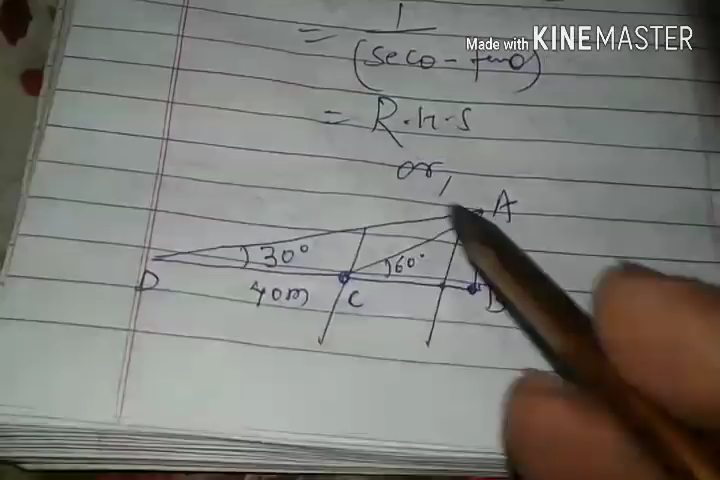 Made with KINEMASTER
= 1 / (secθ - tanθ)
= R.H.S
or,
A
30° 60°
D B
40m C